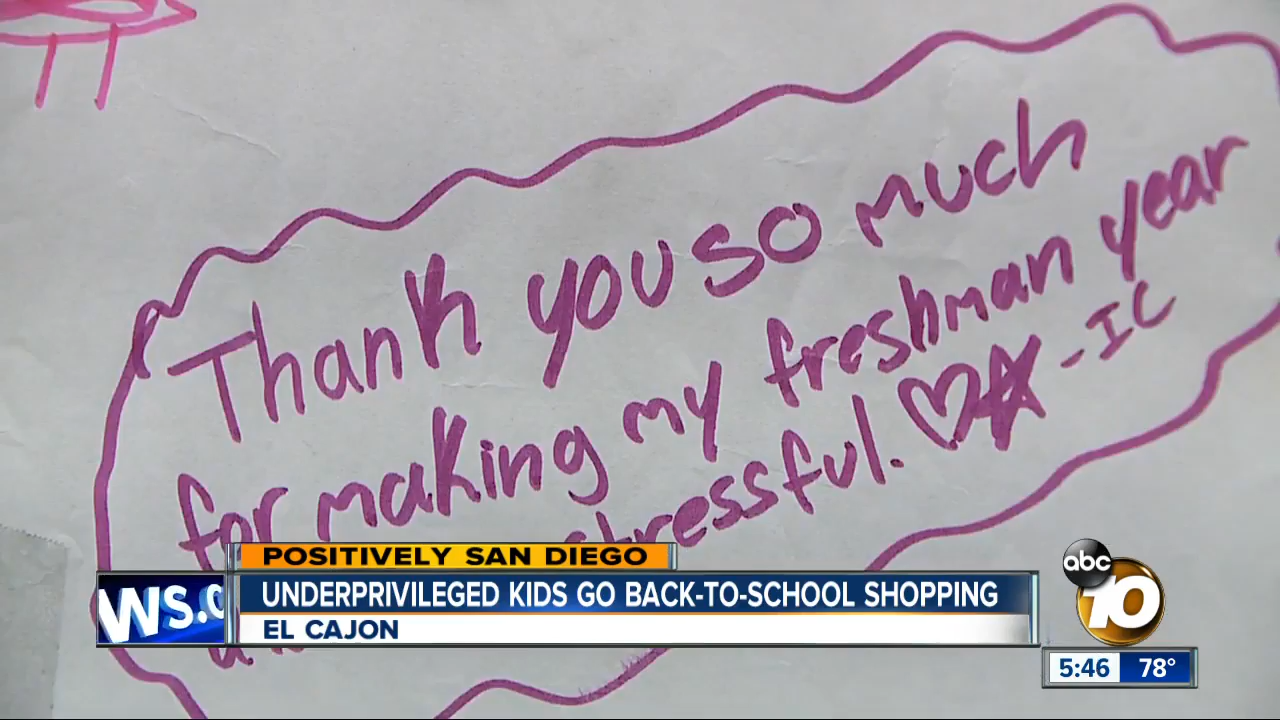 Thank you so much
for making my freshman year
stressful. -IC
POSITIVELY SAN DIEGO
WS.
UNDERPRIVILEGED KIDS GO BACK-TO-SCHOOL SHOPPING
EL CAJON
abc
10
5:46 78°